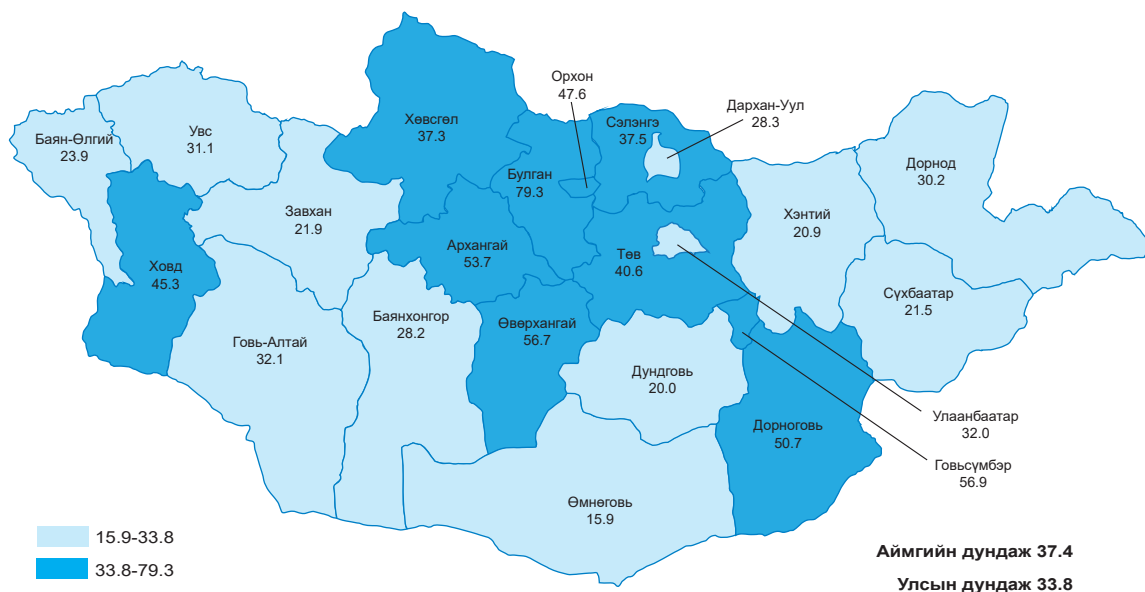 Орхон
47.6
Дархан-Уул
28.3
Хөвсгөл
37.3
Сэлэнгэ
37.5
Увс
31.1
Баян-Өлгий
23.9
Булган
79.3
Дорнод
30.2
Завхан
21.9
Хэнтий
20.9
Архангай
53.7
Төв
40.6
Ховд
45.3
Сүхбаатар
21.5
Баянхонгор
28.2
Өвөрхангай
56.7
Говь-Алтай
32.1
Дундговь
20.0
Улаанбаатар
32.0
Дорноговь
50.7
Говьсүмбэр
56.9
Өмнөговь
15.9
15.9-33.8
33.8-79.3
Аймгийн дундаж 37.4
Улсын дундаж 33.8